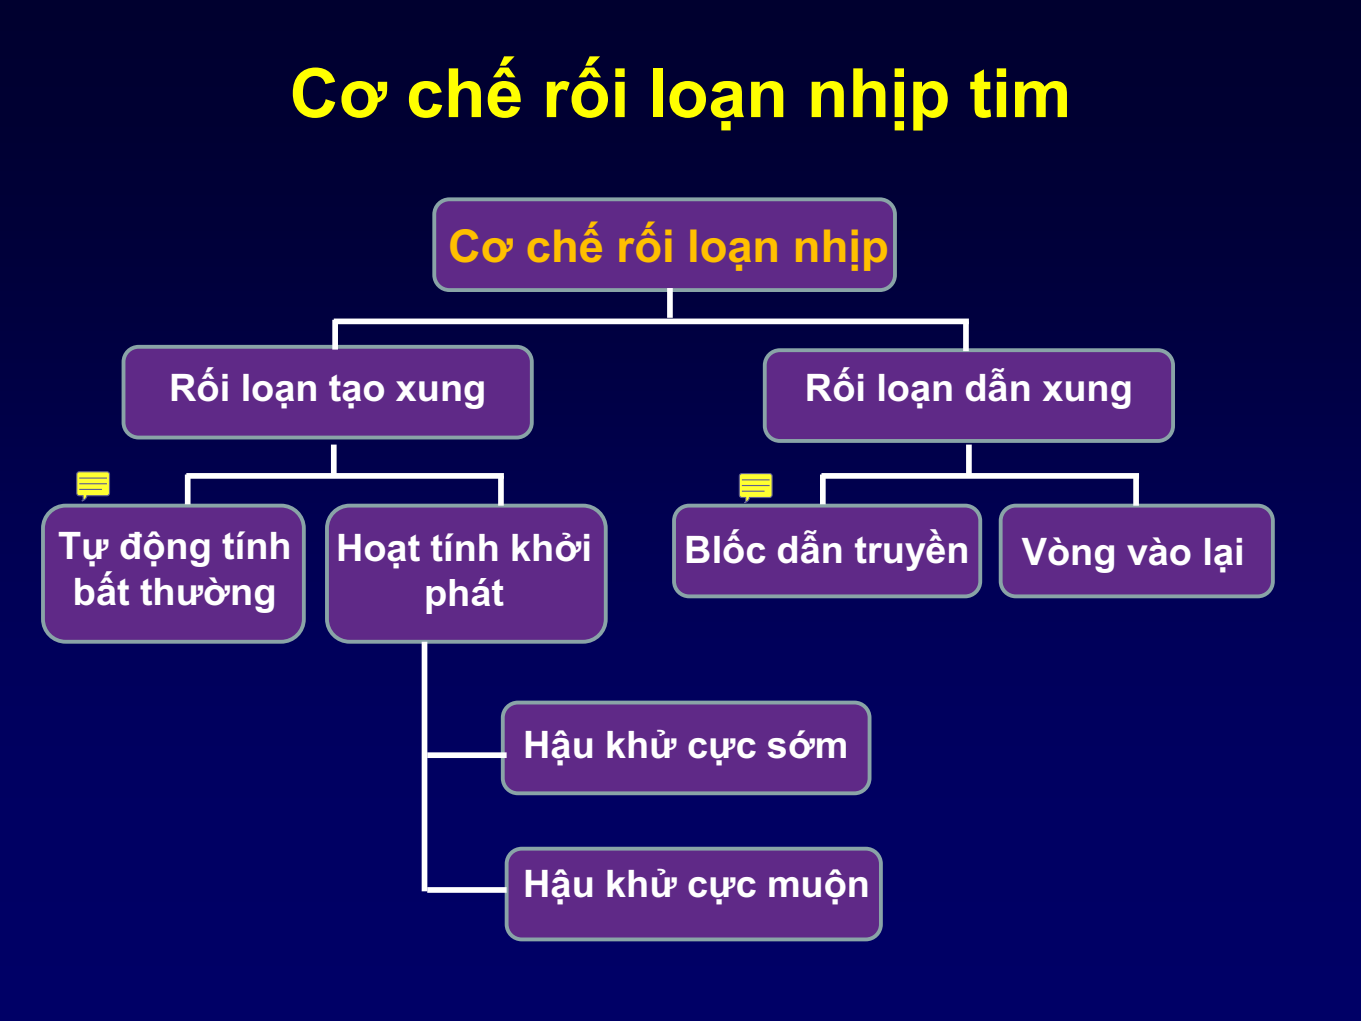 Cơ chế rối loạn nhịp tim
Cơ chế rối loạn nhịp
Rối loạn tạo xung
Rối loạn dẫn xung
Tự động tính
bất thường
Hoạt tính khởi
phát
Blốc dẫn truyền
Vòng vào lại
Hậu khử cực sớm
Hậu khử cực muộn